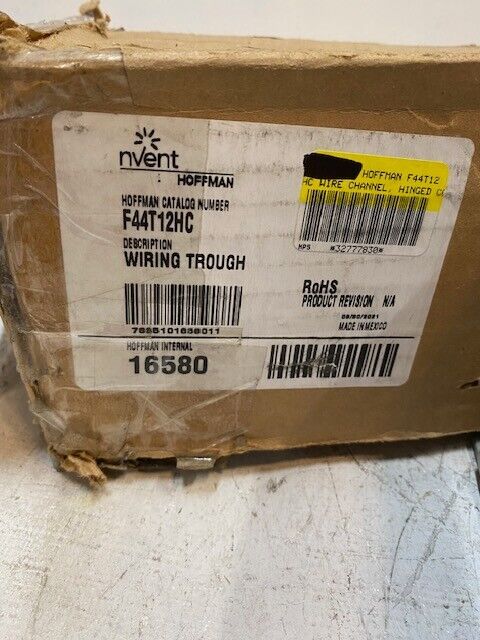 nvent
HOFFMAN
HOFFMAN CATALOG NUMBER
F44T12HC
DESCRIPTION
WIRING TROUGH
HOFFMAN INTERNAL
16580
HOFFMAN F44T12
HC WIRE CHANNEL, HINGED
MPS *32777830*
RoHS
PRODUCT REVISION N/A
MADE IN MEXICO